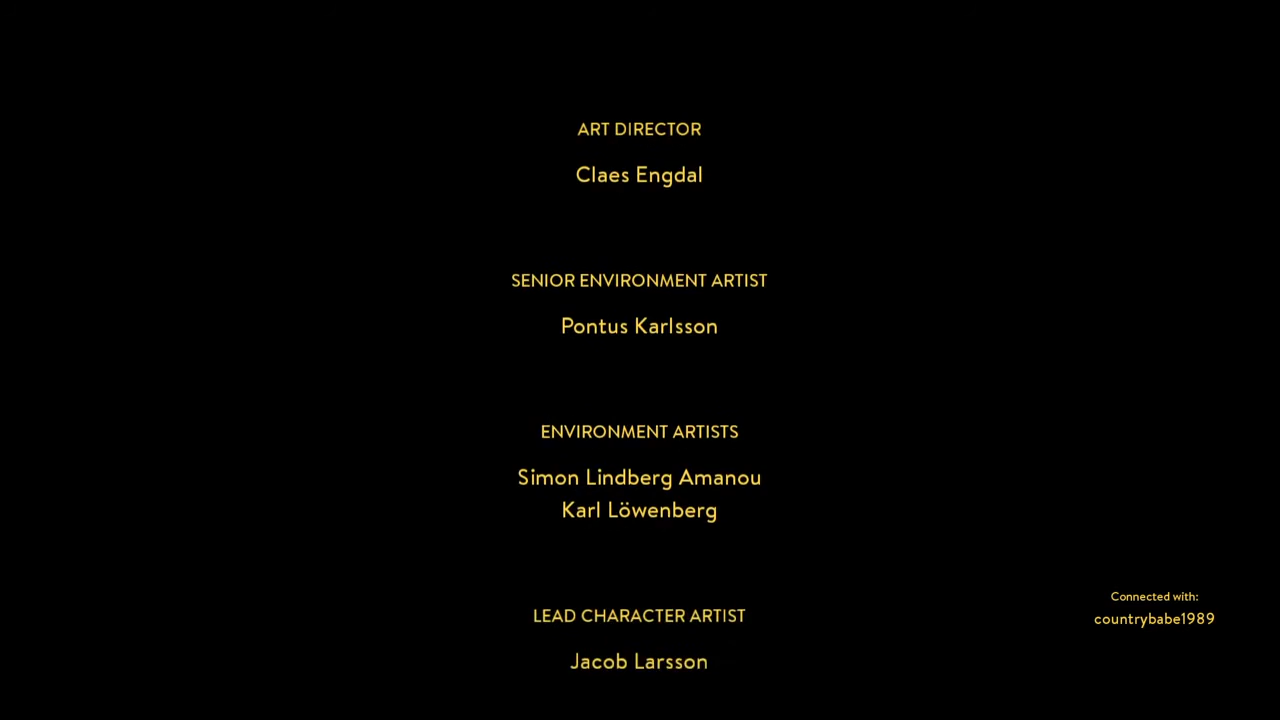 ART DIRECTOR
Claes Engdal
SENIOR ENVIRONMENT ARTIST
Pontus Karlsson
ENVIRONMENT ARTISTS
Simon Lindberg Amanou
Karl Löwenberg
LEAD CHARACTER ARTIST
Jacob Larsson
Connected with:
countrybabe1989